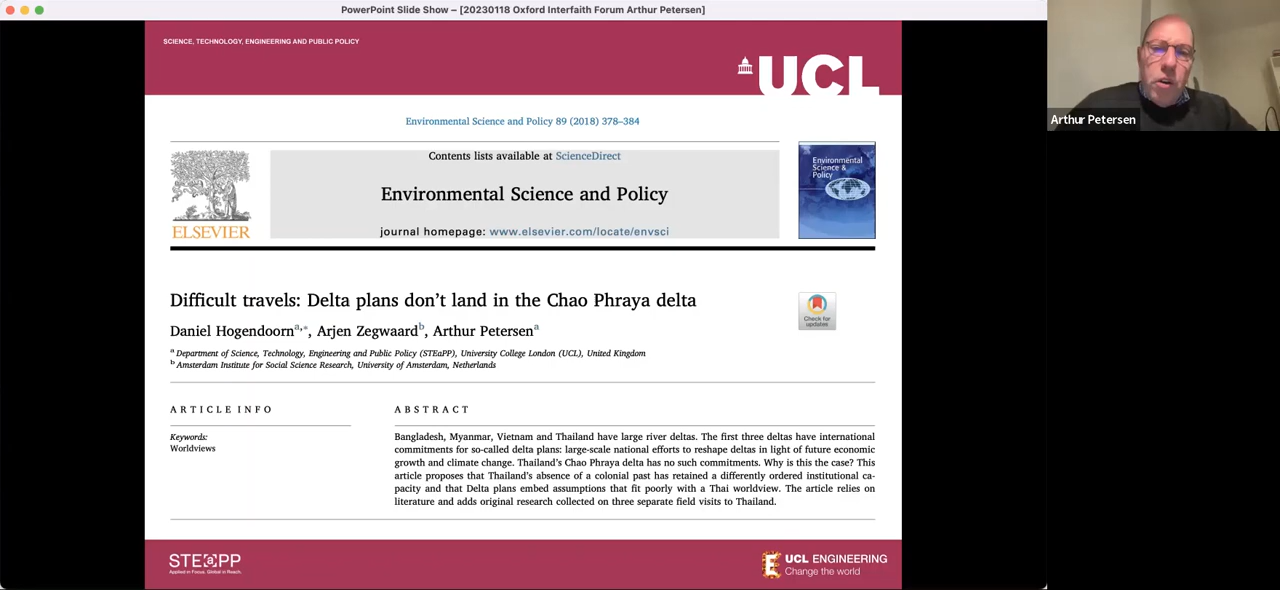 PowerPoint Slide Show – [20230118 Oxford Interfaith Forum Arthur Petersen]
SCIENCE, TECHNOLOGY, ENGINEERING AND PUBLIC POLICY
UCL
Environmental Science and Policy 89 (2018) 378–384
Contents lists available at ScienceDirect
Environmental Science and Policy
journal homepage: www.elsevier.com/locate/envsci
ELSEVIER
Environmental
Science &
Policy
Difficult travels: Delta plans don’t land in the Chao Phraya delta
Check for
updates
Daniel Hogendoorn^a,*, Arjen Zegwaard^b, Arthur Petersen^a
^a Department of Science, Technology, Engineering and Public Policy (STEaPP), University College London (UCL), United Kingdom
^b Amsterdam Institute for Social Science Research, University of Amsterdam, Netherlands
ARTICLE INFO
Keywords:
Worldviews
ABSTRACT
Bangladesh, Myanmar, Vietnam and Thailand have large river deltas. The first three deltas have international
commitments for so-called delta plans: large-scale national efforts to reshape deltas in light of future economic
growth and climate change. Thailand’s Chao Phraya delta has no such commitments. Why is this the case? This
article proposes that Thailand’s absence of a colonial past has retained a differently ordered institutional ca-
pacity and that Delta plans embed assumptions that fit poorly with a Thai worldview. The article relies on
literature and adds original research collected on three separate field visits to Thailand.
STEaPP
Applied in Focus. Global in Reach.
UCL ENGINEERING
Change the world
Arthur Petersen